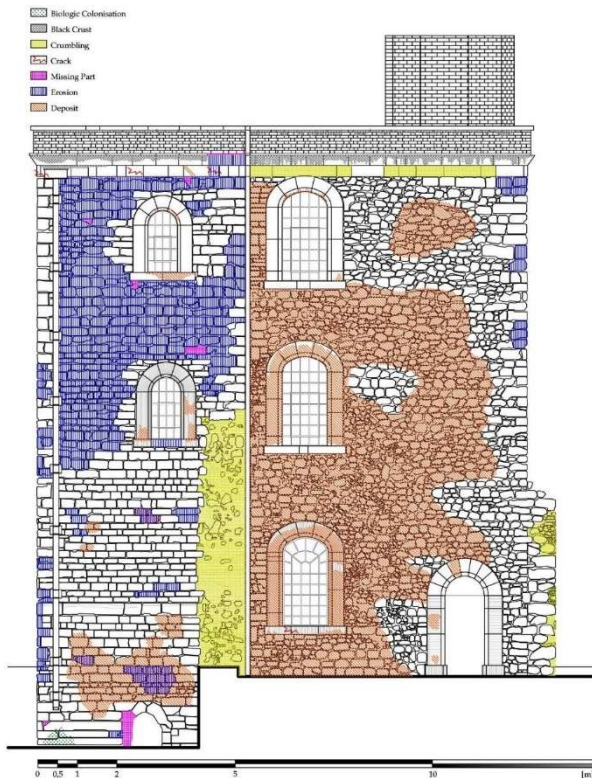 Biologic Colonisation
Black Crust
Crumbling
Crack
Missing Part
Erosion
Deposit
0 0,5 1 2 5 10 [m]